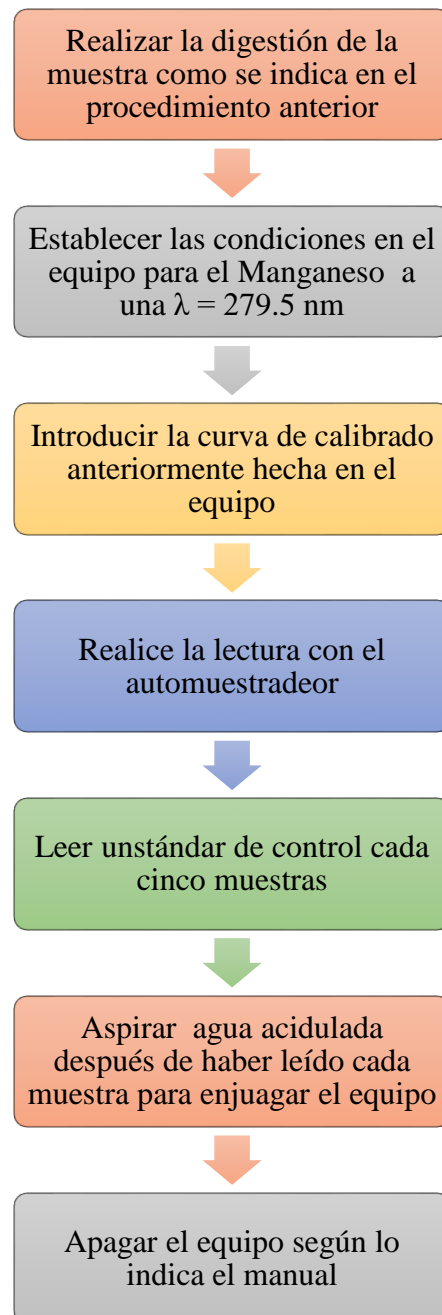 Realizar la digestión de la
muestra como se indica en el
procedimiento anterior
Establecer las condiciones en el
equipo para el Manganeso a
una λ = 279.5 nm
Introducir la curva de calibrado
anteriormente hecha en el
equipo
Realice la lectura con el
automuestradeor
Leer unstándar de control cada
cinco muestras
Aspirar agua acidulada
después de haber leído cada
muestra para enjuagar el equipo
Apagar el equipo según lo
indica el manual